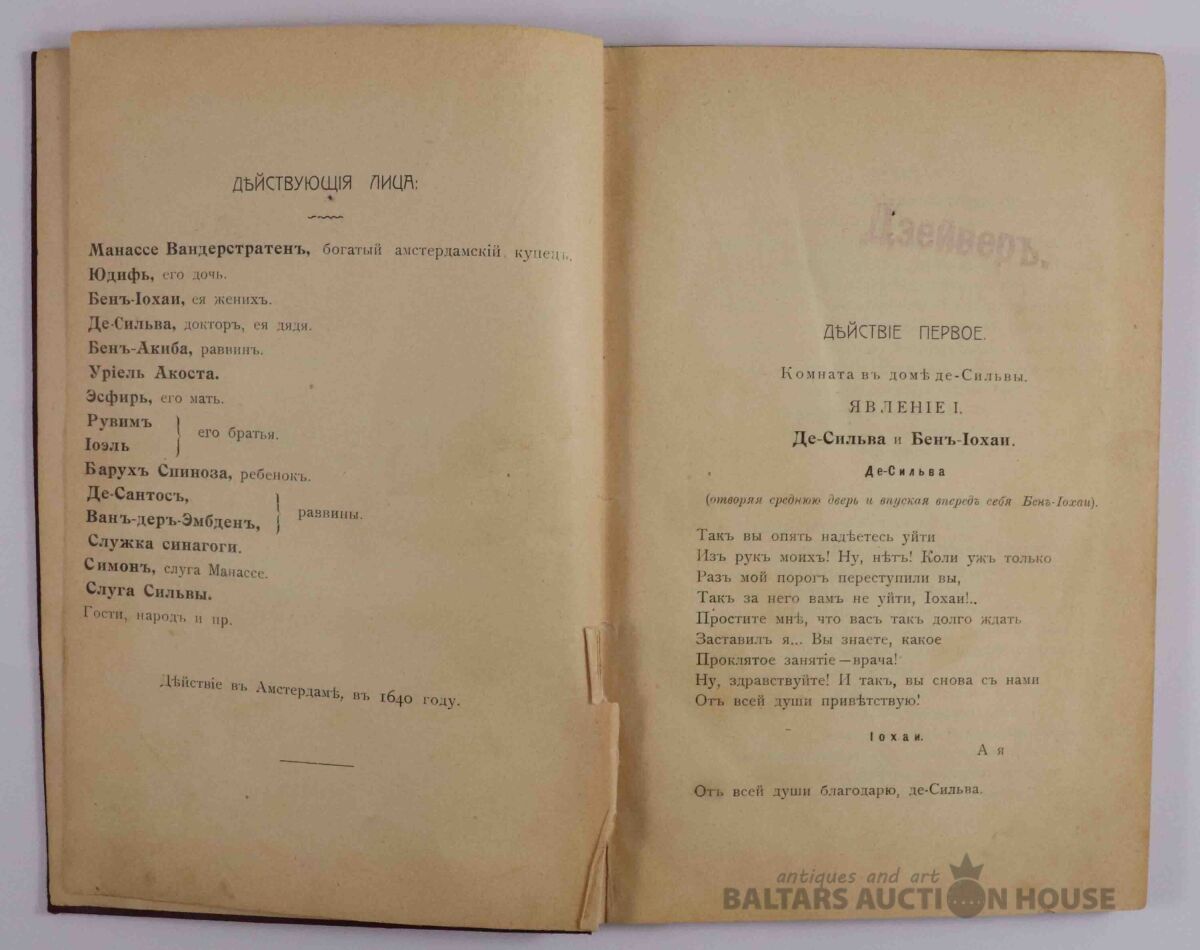 ДѢЙСТВУЮЩІЯ ЛИЦА:
Манассе Вандерстратенъ, богатый амстердамскій купецъ.
Юдифь, его дочь.
Бенъ-Іохаи, ея женихъ.
Де-Сильва, докторъ, ея дядя.
Бенъ-Акиба, раввинъ.
Уріель Акоста.
Эсфирь, его мать.
Рувимъ
Іоэль
его братья.
Барухъ Спиноза, ребенокъ.
Де-Сантосъ,
Ванъ-деръ-Эмбденъ,
раввины.
Служка синагоги.
Симонъ, слуга Манассе.
Слуга Сильвы.
Гости, народъ и пр.
Дѣйствіе въ Амстердамѣ, въ 1640 году.
Дзейверъ.
ДѢЙСТВІЕ ПЕРВОЕ.
Комната въ домѣ де-Сильвы.
ЯВЛЕНІЕ I.
Де-Сильва и Бенъ-Іохаи.
Де-Сильва
(отворяя среднюю дверь и впуская впередъ себя Бенъ-Іохаи).
Такъ вы опять надѣетесь уйти
Изъ рукъ моихъ! Ну, нѣтъ! Коли ужъ только
Разъ мой порогъ переступили вы,
Такъ за него вамъ не уйти, Іохаи!..
Простите мнѣ, что васъ такъ долго ждать
Заставилъ я... Вы знаете, какое
Проклятое занятіе—врача!
Ну, здравствуйте! И такъ, вы снова съ нами
Отъ всей души привѣтствую!
Іохаи.
А я
Отъ всей души благодарю, де-Сильва.
antiques and art
BALTARS AUCTION HOUSE